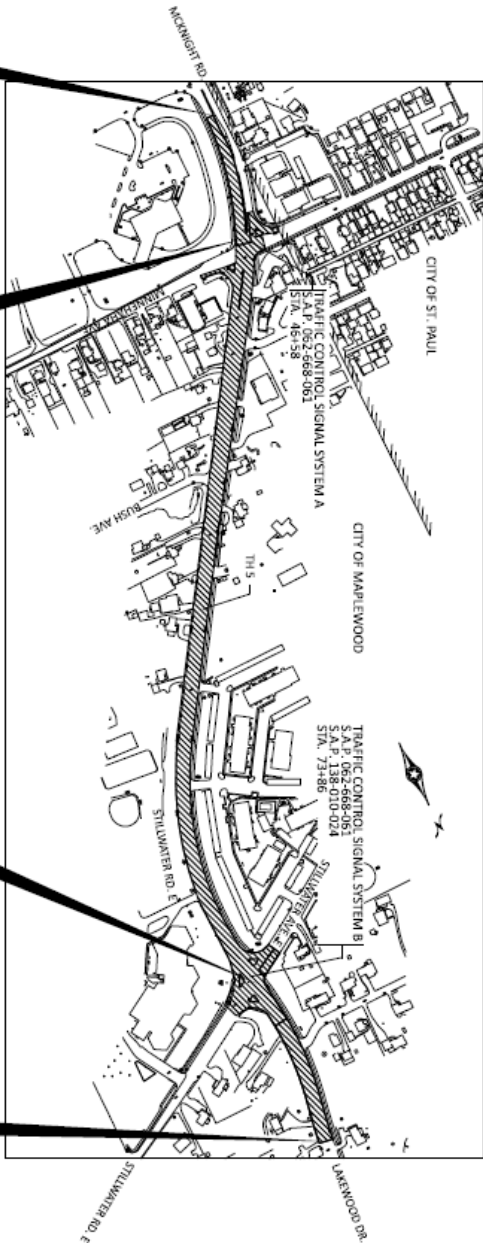 MCKNIGHT RD.
CITY OF ST. PAUL
TRAFFIC CONTROL SIGNAL SYSTEM A
S.A.P. 062-668-061
STA. 46+58
MINNEHAHA AVE.
BUSH AVE.
TH 5
CITY OF MAPLEWOOD
TRAFFIC CONTROL SIGNAL SYSTEM B
S.A.P. 062-668-061
S.A.P. 138-010-024
STA. 73+86
STILLWATER RD. E
STILLWATER AVE. E
STILLWATER RD. E
LAKEWOOD DR.